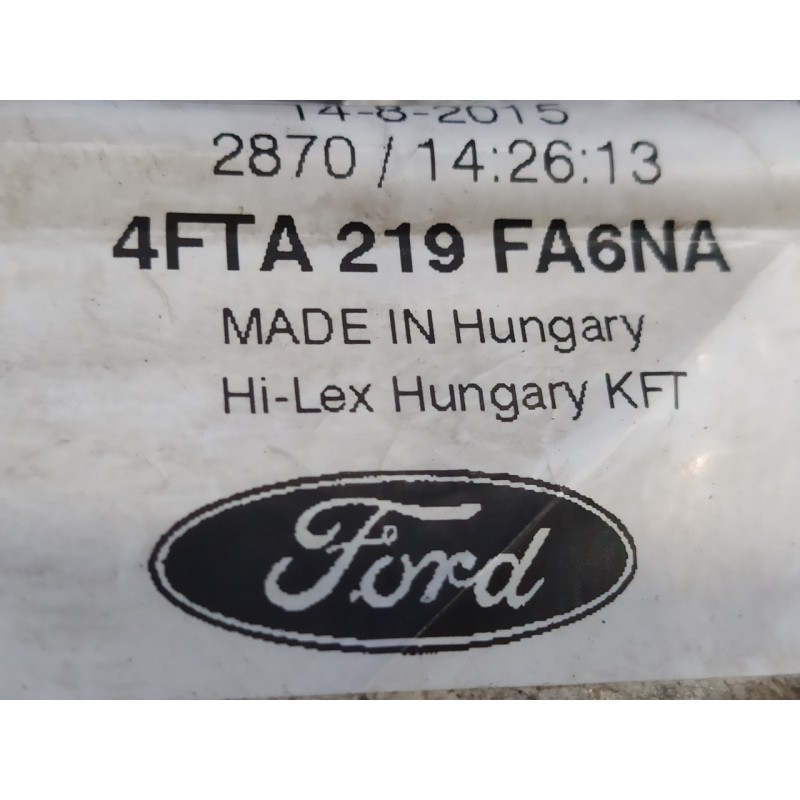 14-8-2015
2870 / 14:26:13
4FTA 219 FA6NA
MADE IN Hungary
Hi-Lex Hungary KFT
Ford